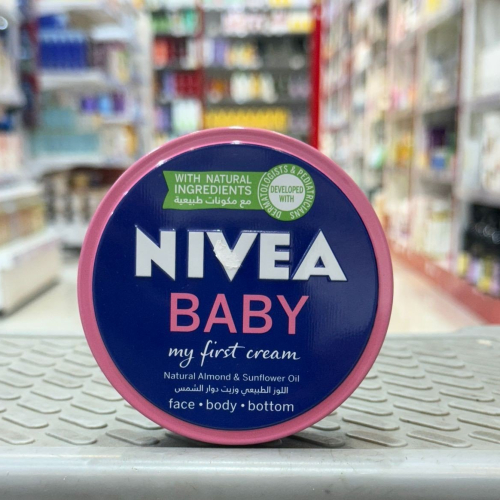 WITH NATURAL
INGREDIENTS
مع مكونات طبيعية
DERMATOLOGISTS & PEDIATRICIANS
DEVELOPED
WITH
NIVEA
BABY
my first cream
Natural Almond & Sunflower Oil
اللوز الطبيعي وزيت دوار الشمس
face • body • bottom